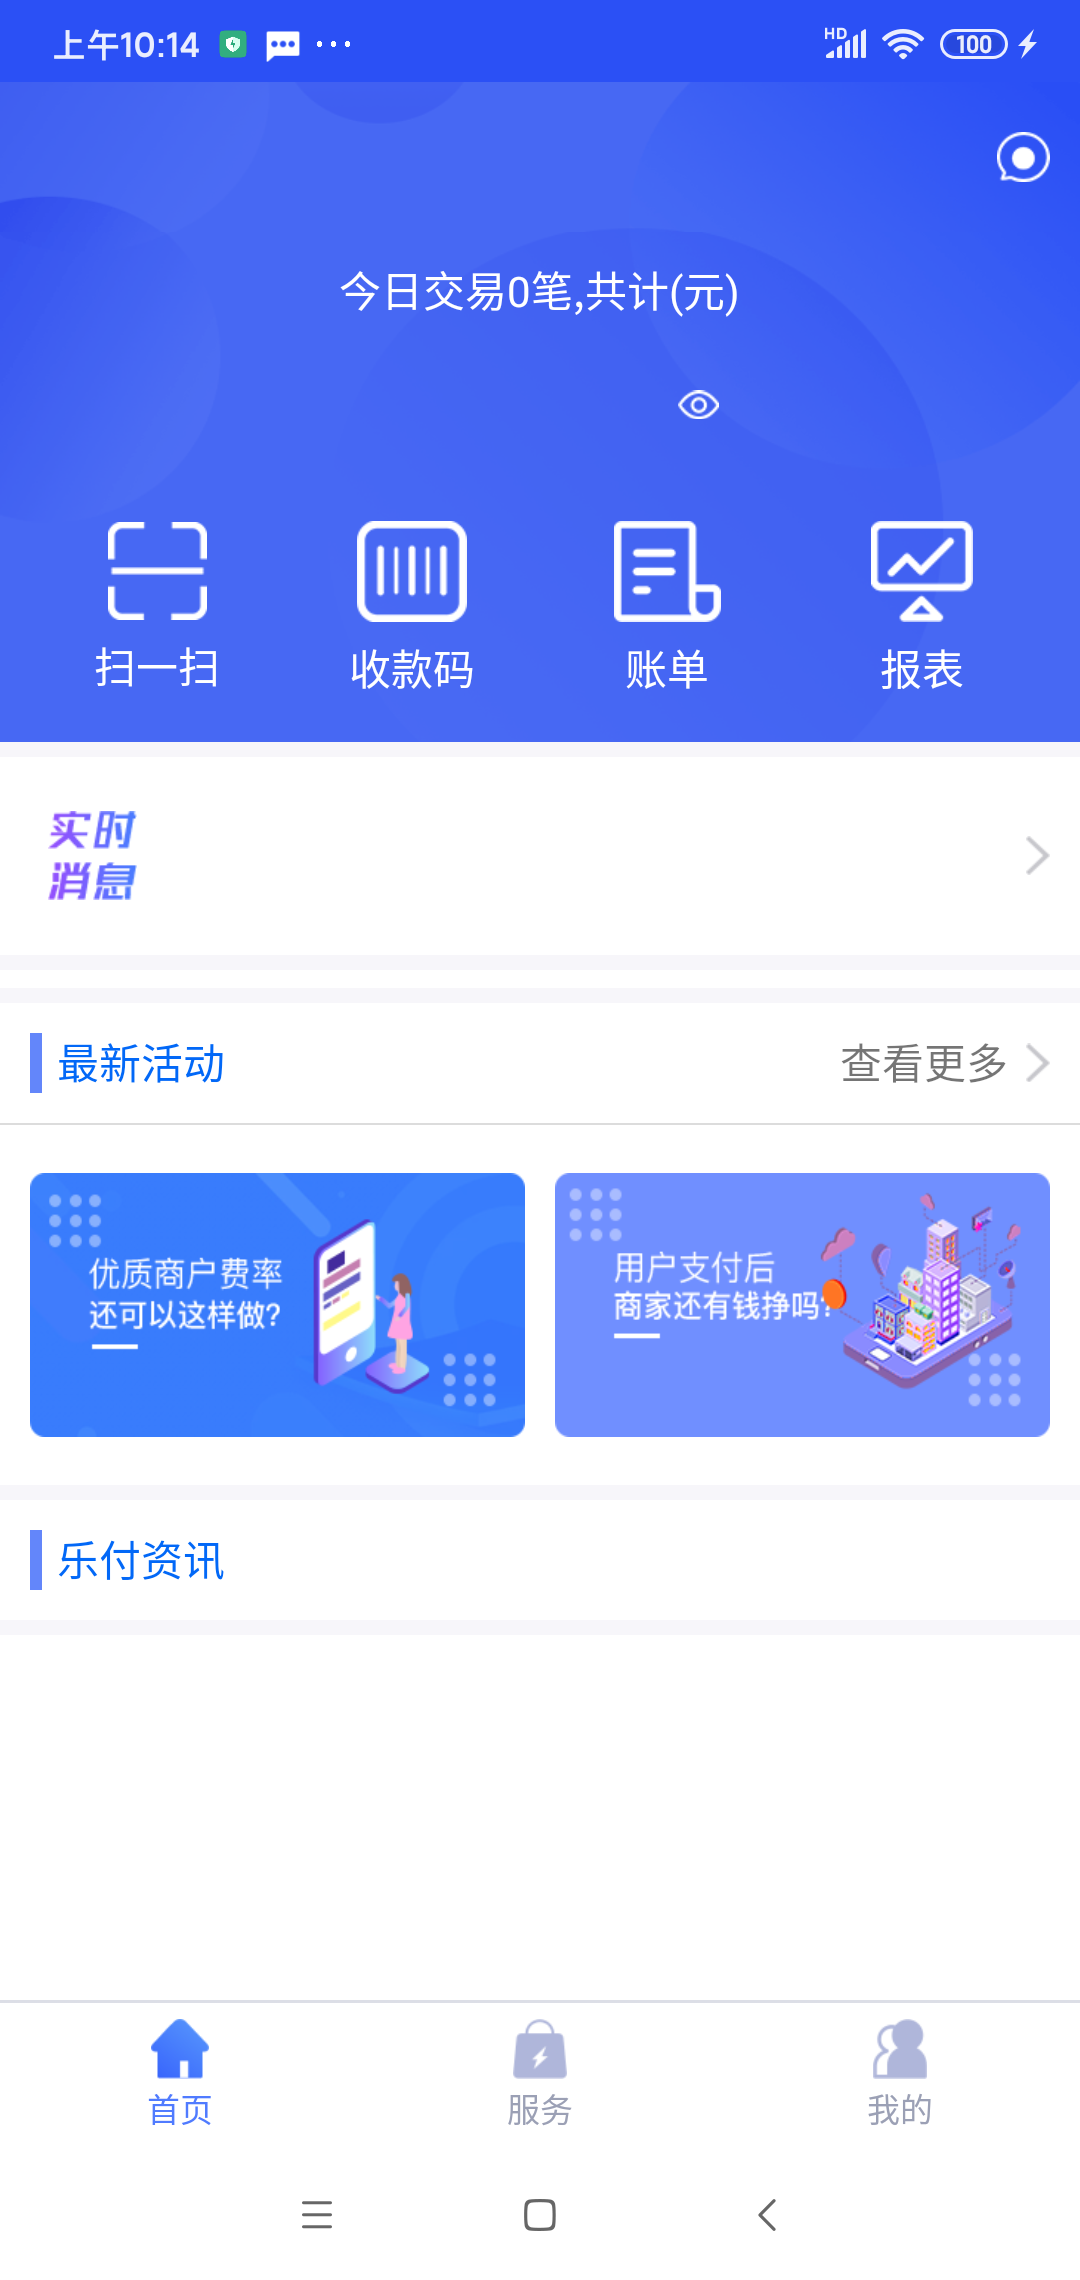 上午10:14
HD
100
今日交易0笔,共计(元)
扫一扫
收款码
账单
报表
实时
消息
最新活动
查看更多
优质商户费率
还可以这样做?
用户支付后
商家还有钱挣吗?
乐付资讯
首页
服务
我的